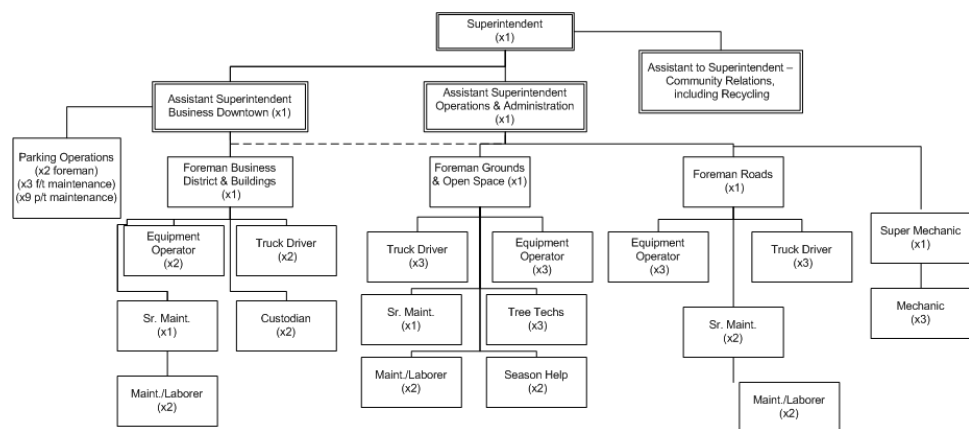 Superintendent
(x1)
Assistant to Superintendent –
Community Relations,
including Recycling
Assistant Superintendent
Business Downtown (x1)
Assistant Superintendent
Operations & Administration
(x1)
Parking Operations
(x2 foreman)
(x3 f/t maintenance)
(x9 p/t maintenance)
Foreman Business
District & Buildings
(x1)
Foreman Grounds
& Open Space (x1)
Foreman Roads
(x1)
Super Mechanic
(x1)
Equipment
Operator
(x2)
Truck Driver
(x2)
Truck Driver
(x3)
Equipment
Operator
(x3)
Equipment
Operator
(x3)
Truck Driver
(x3)
Mechanic
(x3)
Sr. Maint.
(x1)
Custodian
(x2)
Sr. Maint.
(x1)
Tree Techs
(x3)
Sr. Maint.
(x2)
Maint./Laborer
(x2)
Maint./Laborer
(x2)
Season Help
(x2)
Maint./Laborer
(x2)